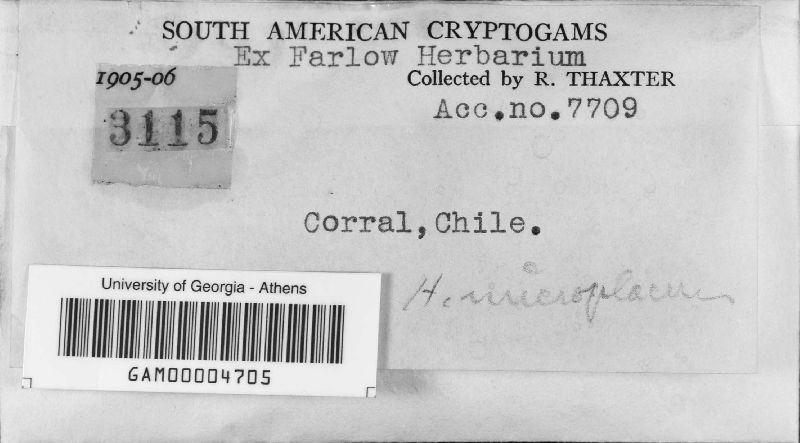 SOUTH AMERICAN CRYPTOGAMS
Ex Farlow Herbarium
1905-06
Collected by R. THAXTER
3115
Acc.no.7709
Corral, Chile.
H.
University of Georgia - Athens
GAM00004705